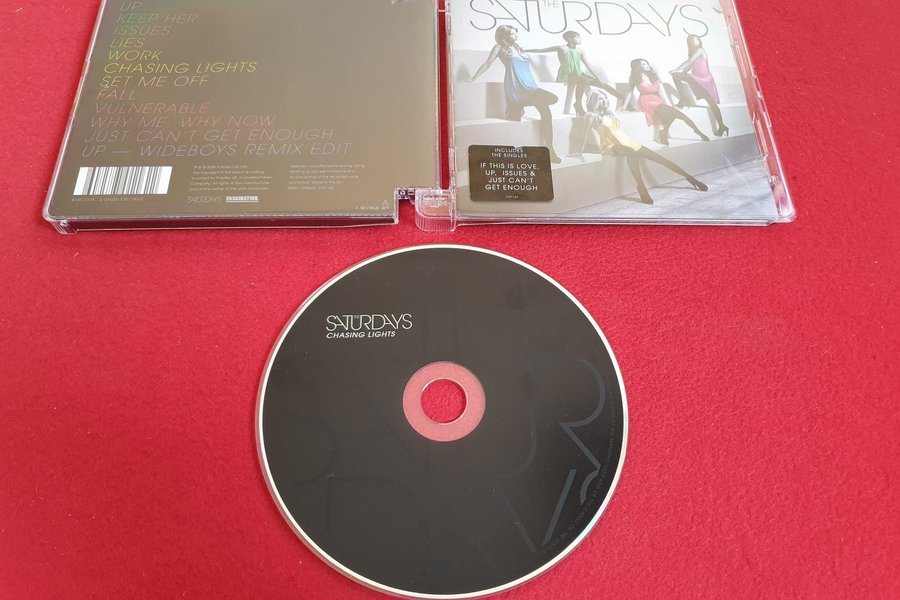 UP
KEEP HER
ISSUES
LIES
WORK
CHASING LIGHTS
SET ME OFF
FALL
VULNERABLE
WHY ME, WHY NOW
JUST CAN'T GET ENOUGH
UP — WIDEBOYS REMIX EDIT
SATURDAYS
FASCINATION
THE
SATURDAYS
INCLUDES
THE SINGLES
IF THIS IS LOVE,
UP, ISSUES &
JUST CAN'T
GET ENOUGH
THE
SATURDAYS
CHASING LIGHTS